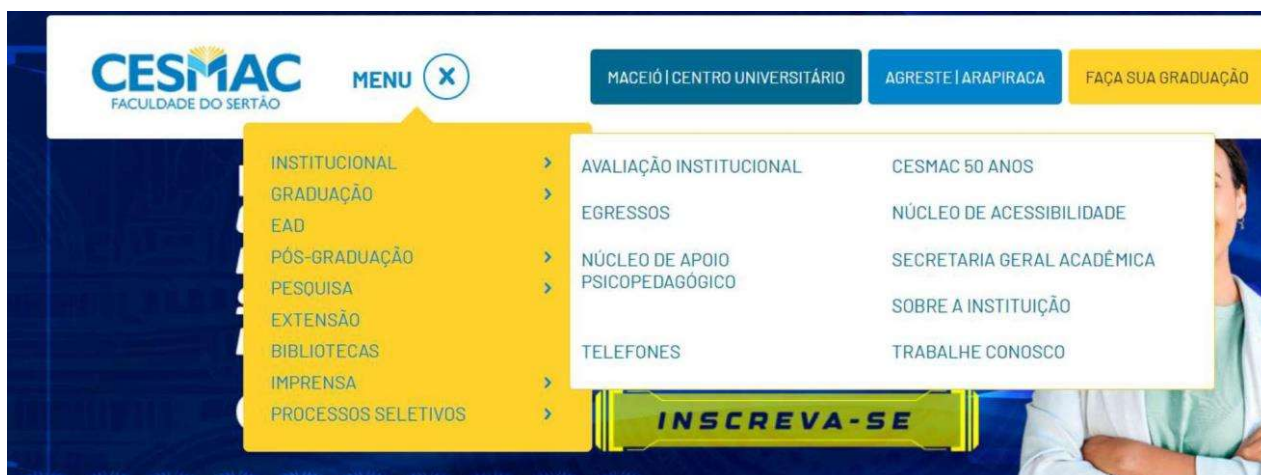 CESMAC
FACULDADE DO SERTÃO
MENU X
MACEIÓ | CENTRO UNIVERSITÁRIO
AGRESTE | ARAPIRACA
FAÇA SUA GRADUAÇÃO
INSTITUCIONAL
GRADUAÇÃO
EAD
PÓS-GRADUAÇÃO
PESQUISA
EXTENSÃO
BIBLIOTECAS
IMPRENSA
PROCESSOS SELETIVOS
AVALIAÇÃO INSTITUCIONAL
EGRESSOS
NÚCLEO DE APOIO
PSICOPEDAGÓGICO
TELEFONES
CESMAC 50 ANOS
NÚCLEO DE ACESSIBILIDADE
SECRETARIA GERAL ACADÊMICA
SOBRE A INSTITUIÇÃO
TRABALHE CONOSCO
INSCREVA-SE